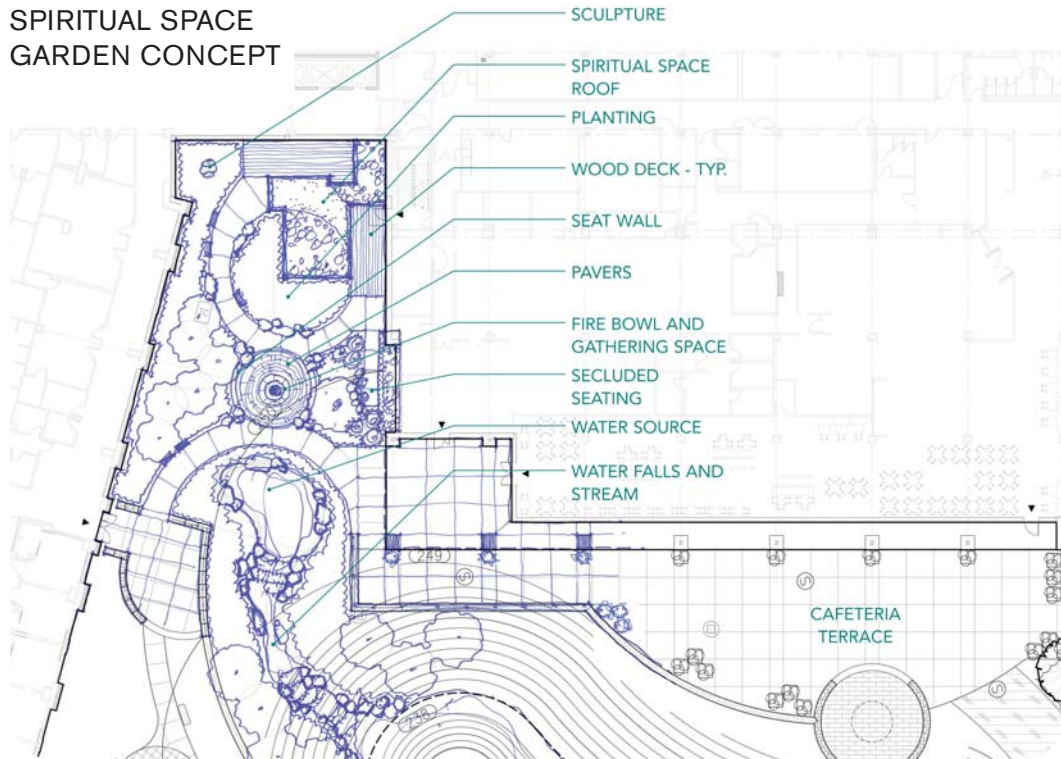 SPIRITUAL SPACE
GARDEN CONCEPT
SCULPTURE
SPIRITUAL SPACE
ROOF
PLANTING
WOOD DECK - TYP.
SEAT WALL
PAVERS
FIRE BOWL AND
GATHERING SPACE
SECLUDED
SEATING
WATER SOURCE
WATER FALLS AND
STREAM
249
S
S
CAFETERIA
TERRACE
S
238